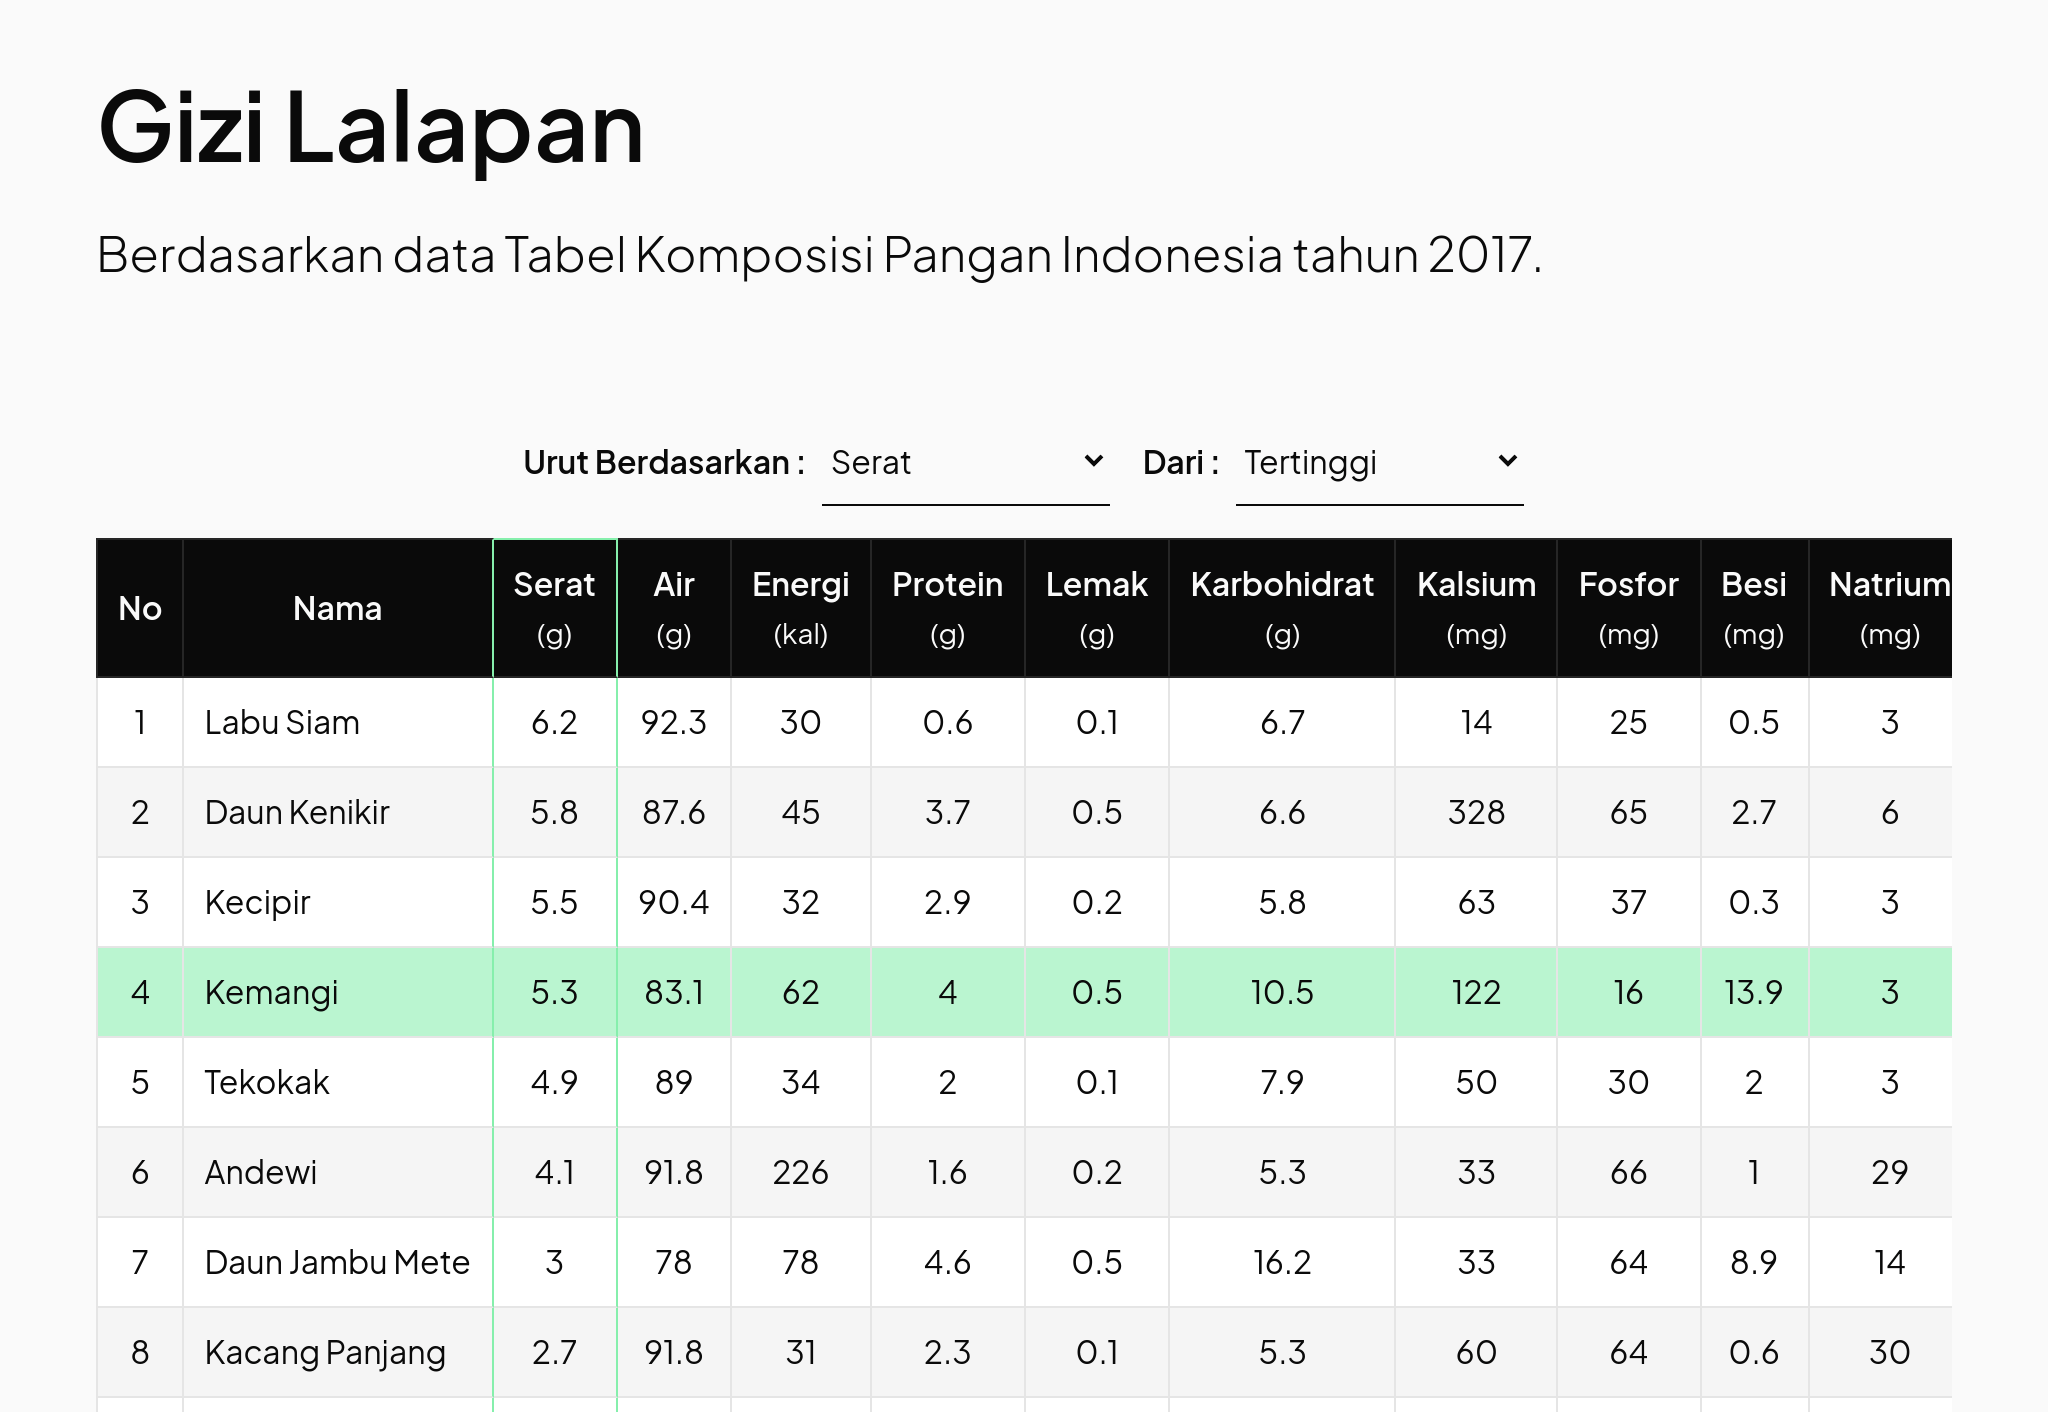 Gizi Lalapan
Berdasarkan data Tabel Komposisi Pangan Indonesia tahun 2017.
Urut Berdasarkan : Serat Dari : Tertinggi
No Nama Serat (g) Air (g) Energi (kal) Protein (g) Lemak (g) Karbohidrat (g) Kalsium (mg) Fosfor (mg) Besi (mg) Natrium (mg)
1 Labu Siam 6.2 92.3 30 0.6 0.1 6.7 14 25 0.5 3
2 Daun Kenikir 5.8 87.6 45 3.7 0.5 6.6 328 65 2.7 6
3 Kecipir 5.5 90.4 32 2.9 0.2 5.8 63 37 0.3 3
4 Kemangi 5.3 83.1 62 4 0.5 10.5 122 16 13.9 3
5 Tekokak 4.9 89 34 2 0.1 7.9 50 30 2 3
6 Andewi 4.1 91.8 226 1.6 0.2 5.3 33 66 1 29
7 Daun Jambu Mete 3 78 78 4.6 0.5 16.2 33 64 8.9 14
8 Kacang Panjang 2.7 91.8 31 2.3 0.1 5.3 60 64 0.6 30